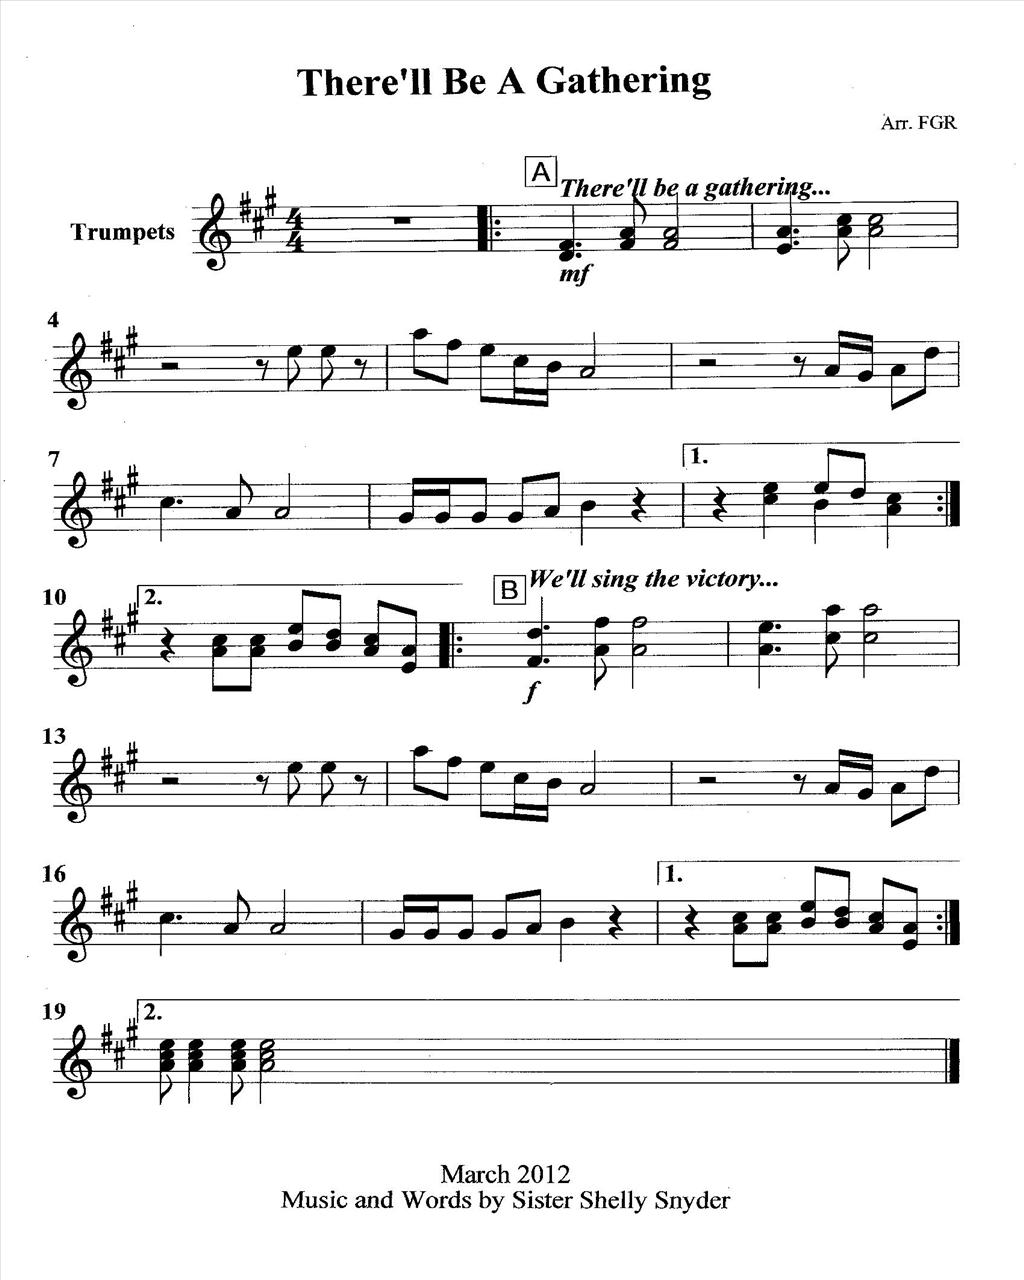 There'll Be A Gathering
Arr. FGR
A
There'll be a gathering...
Trumpets
4
4
mf
4
7
1.
10
2.
B
We'll sing the victory...
f
13
16
1.
19
2.
March 2012
Music and Words by Sister Shelly Snyder